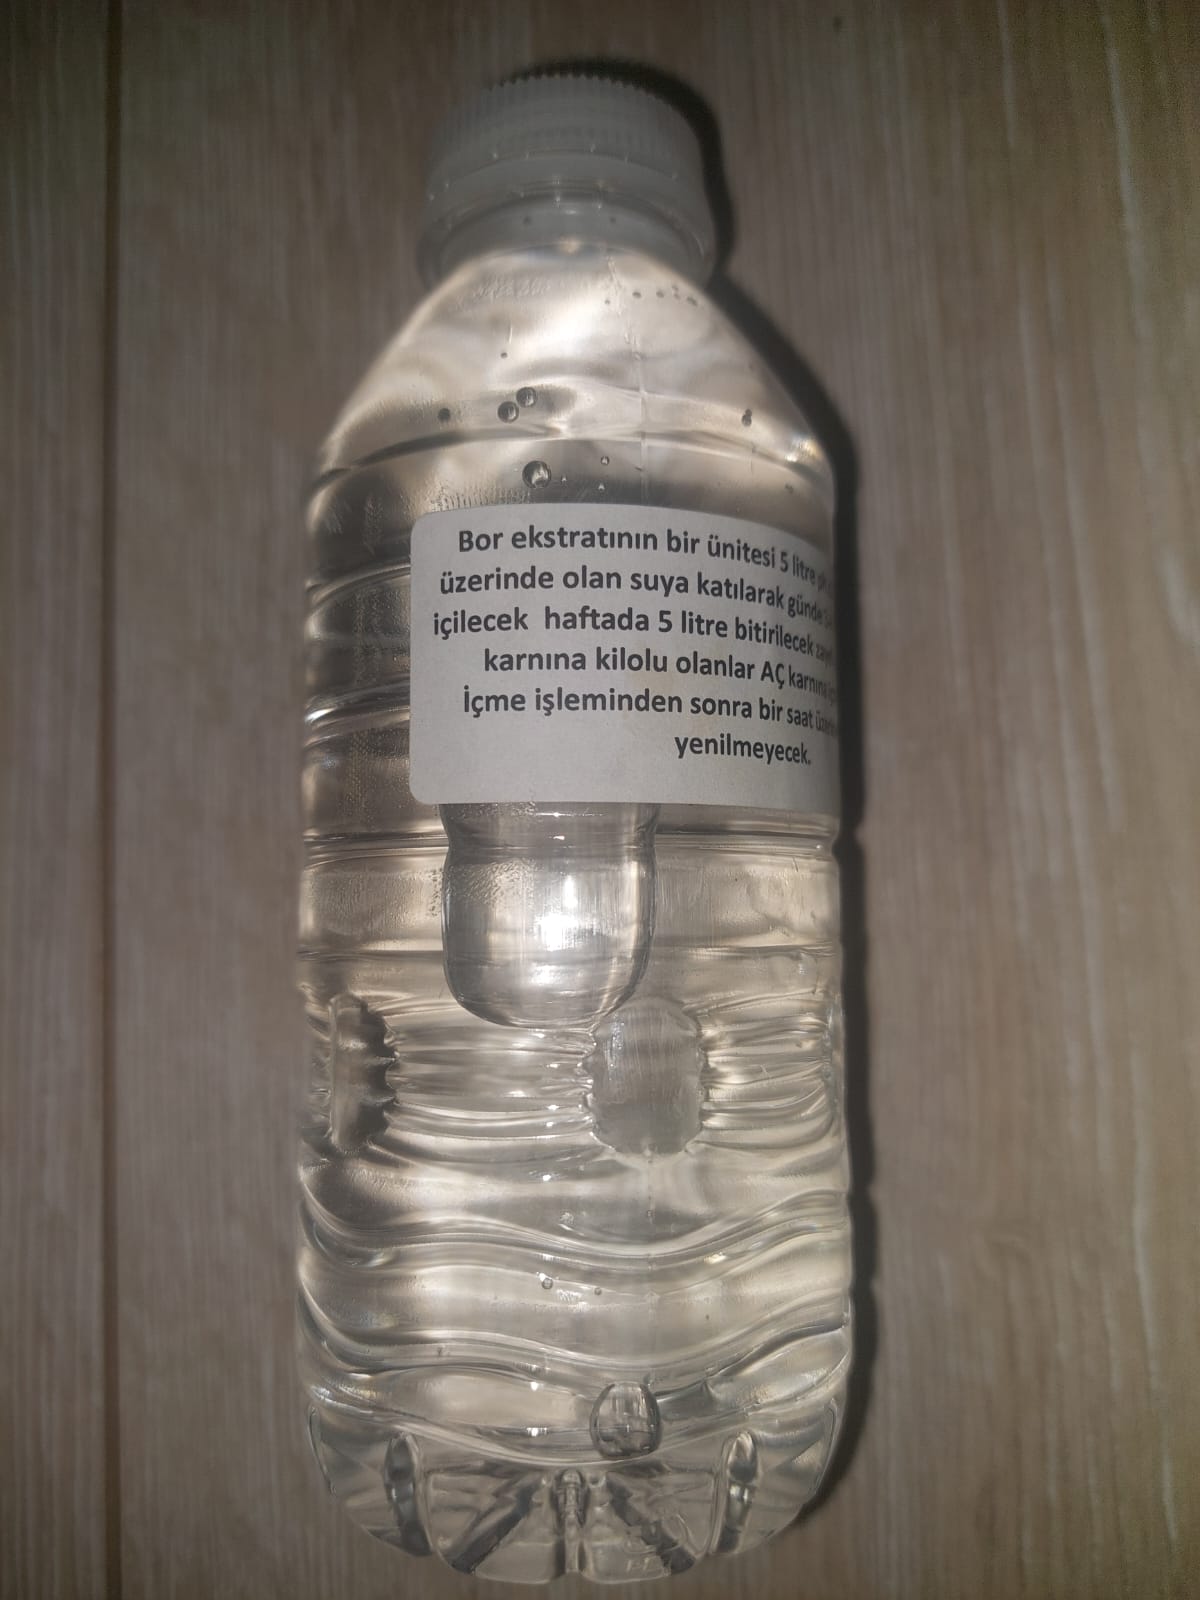 Bor ekstratının bir ünitesi 5 litre
üzerinde olan suya katılarak günde
içilecek haftada 5 litre bitirilecek
karnına kilolu olanlar AÇ karnına
İçme işleminden sonra bir saat
yenilmeyecek.